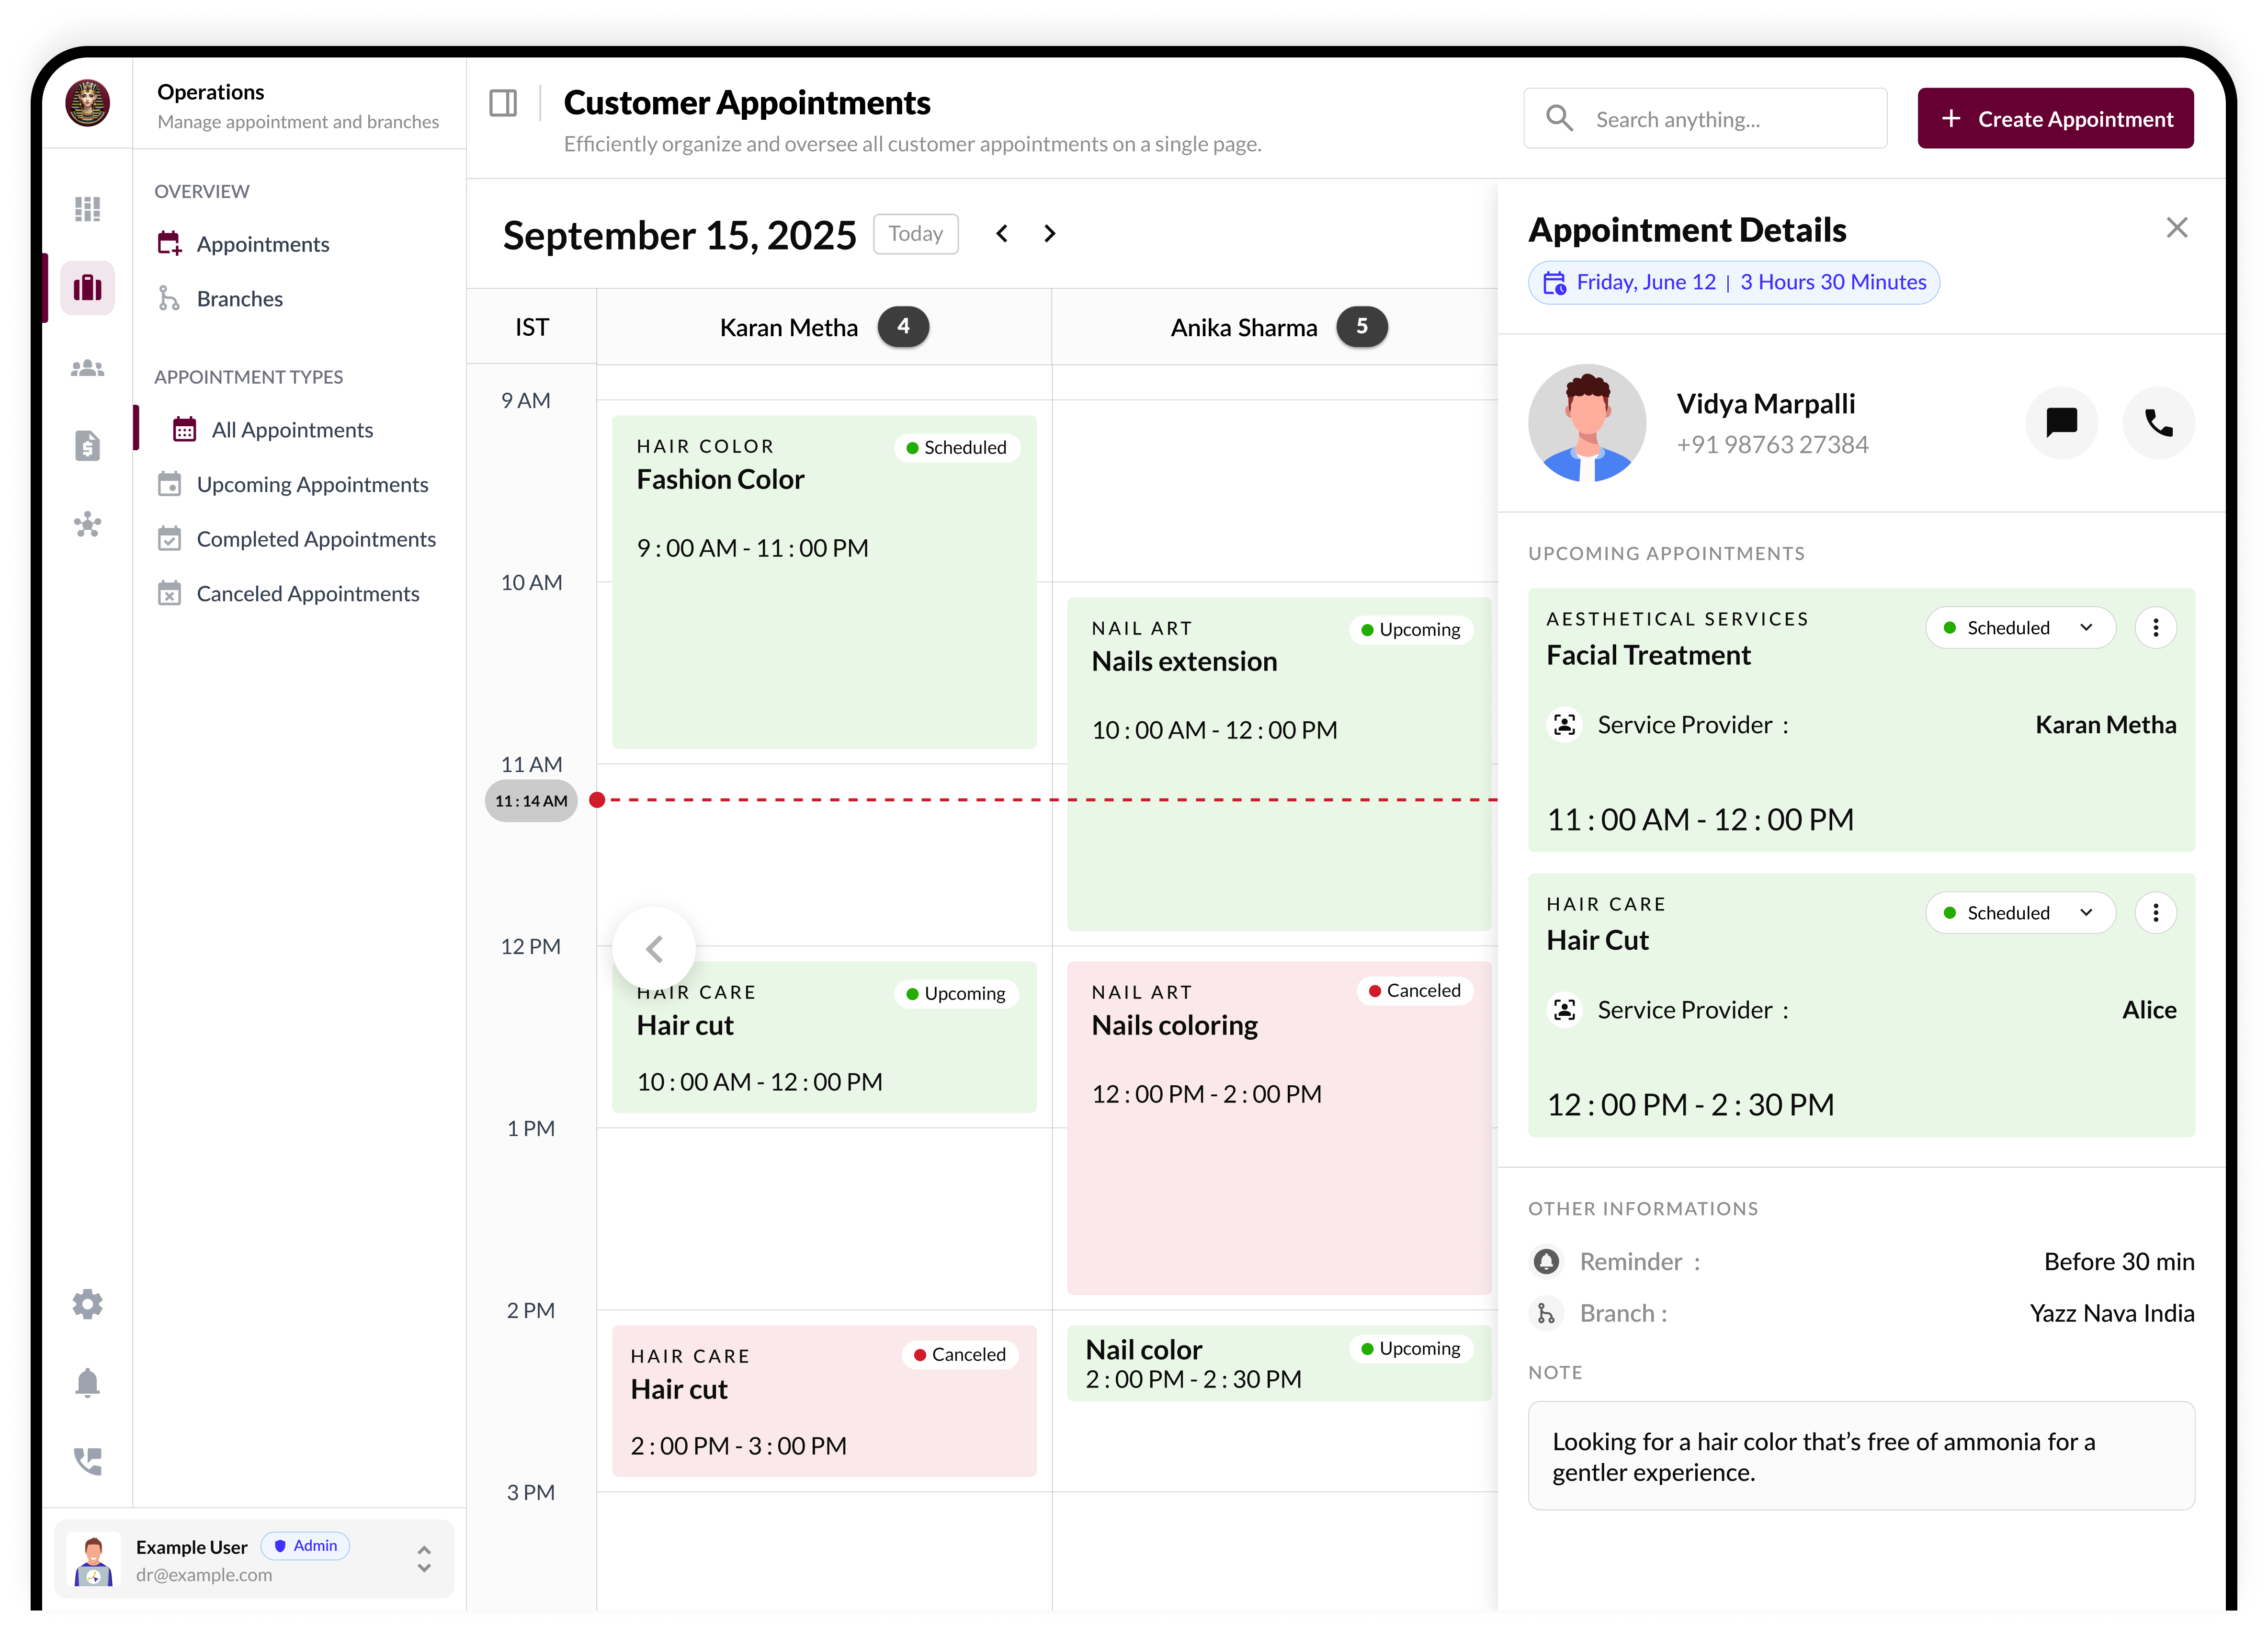 Operations
Manage appointment and branches
OVERVIEW
Appointments
Branches
APPOINTMENT TYPES
All Appointments
Upcoming Appointments
Completed Appointments
Canceled Appointments
Example User
Admin
dr@example.com
Customer Appointments
Efficiently organize and oversee all customer appointments on a single page.
Search anything...
+ Create Appointment
September 15, 2025
Today
IST
Karan Metha 4
Anika Sharma 5
9 AM
10 AM
11 AM
11 : 14 AM
12 PM
1 PM
2 PM
3 PM
HAIR COLOR
Scheduled
Fashion Color
9 : 00 AM - 11 : 00 PM
HAIR CARE
Upcoming
Hair cut
10 : 00 AM - 12 : 00 PM
HAIR CARE
Canceled
Hair cut
2 : 00 PM - 3 : 00 PM
NAIL ART
Upcoming
Nails extension
10 : 00 AM - 12 : 00 PM
NAIL ART
Canceled
Nails coloring
12 : 00 PM - 2 : 00 PM
Nail color
Upcoming
2 : 00 PM - 2 : 30 PM
Appointment Details
Friday, June 12 | 3 Hours 30 Minutes
Vidya Marpalli
+91 98763 27384
UPCOMING APPOINTMENTS
AESTHETICAL SERVICES
Scheduled
Facial Treatment
Service Provider : Karan Metha
11 : 00 AM - 12 : 00 PM
HAIR CARE
Scheduled
Hair Cut
Service Provider : Alice
12 : 00 PM - 2 : 30 PM
OTHER INFORMATIONS
Reminder : Before 30 min
Branch : Yazz Nava India
NOTE
Looking for a hair color that’s free of ammonia for a
gentler experience.